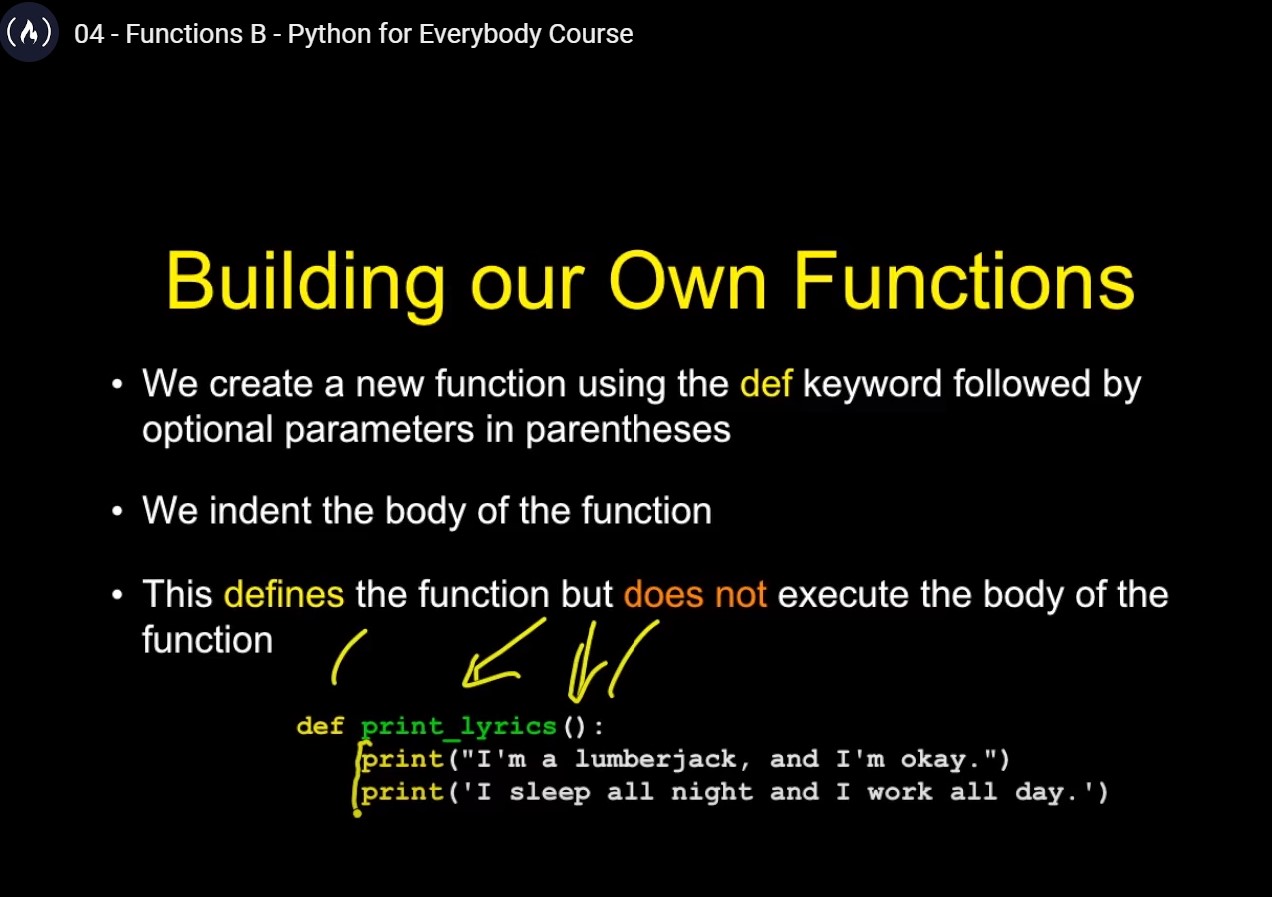 04 - Functions B - Python for Everybody Course
Building our Own Functions
• We create a new function using the def keyword followed by
optional parameters in parentheses
• We indent the body of the function
• This defines the function but does not execute the body of the
function
def print_lyrics():
    print("I'm a lumberjack, and I'm okay.")
    print('I sleep all night and I work all day.')